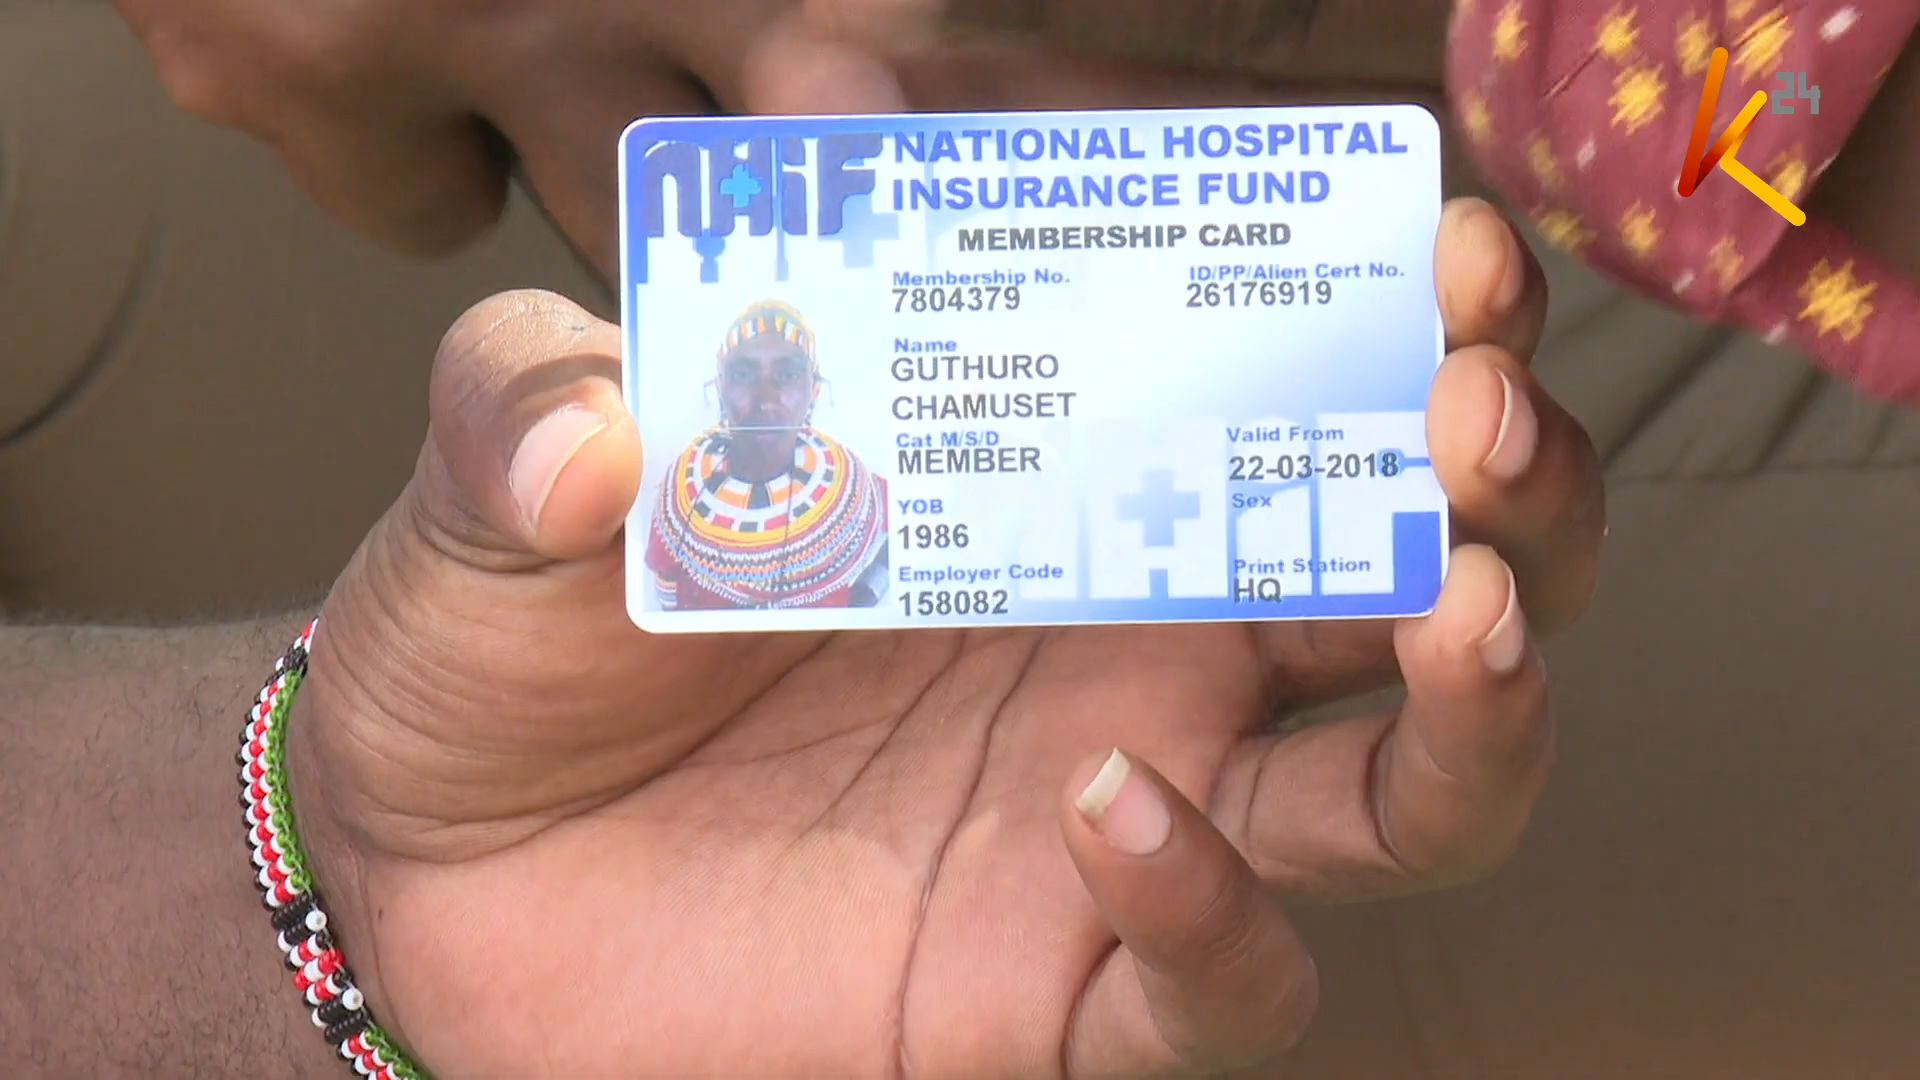 NHiF NATIONAL HOSPITAL
INSURANCE FUND
MEMBERSHIP CARD
Membership No. ID/PP/Alien Cert No.
7804379 26176919
Name
GUTHURO
CHAMUSET
Cat M/S/D Valid From
MEMBER 22-03-2018
YOB Sex
1986
Employer Code Print Station
158082 HQ
K 24